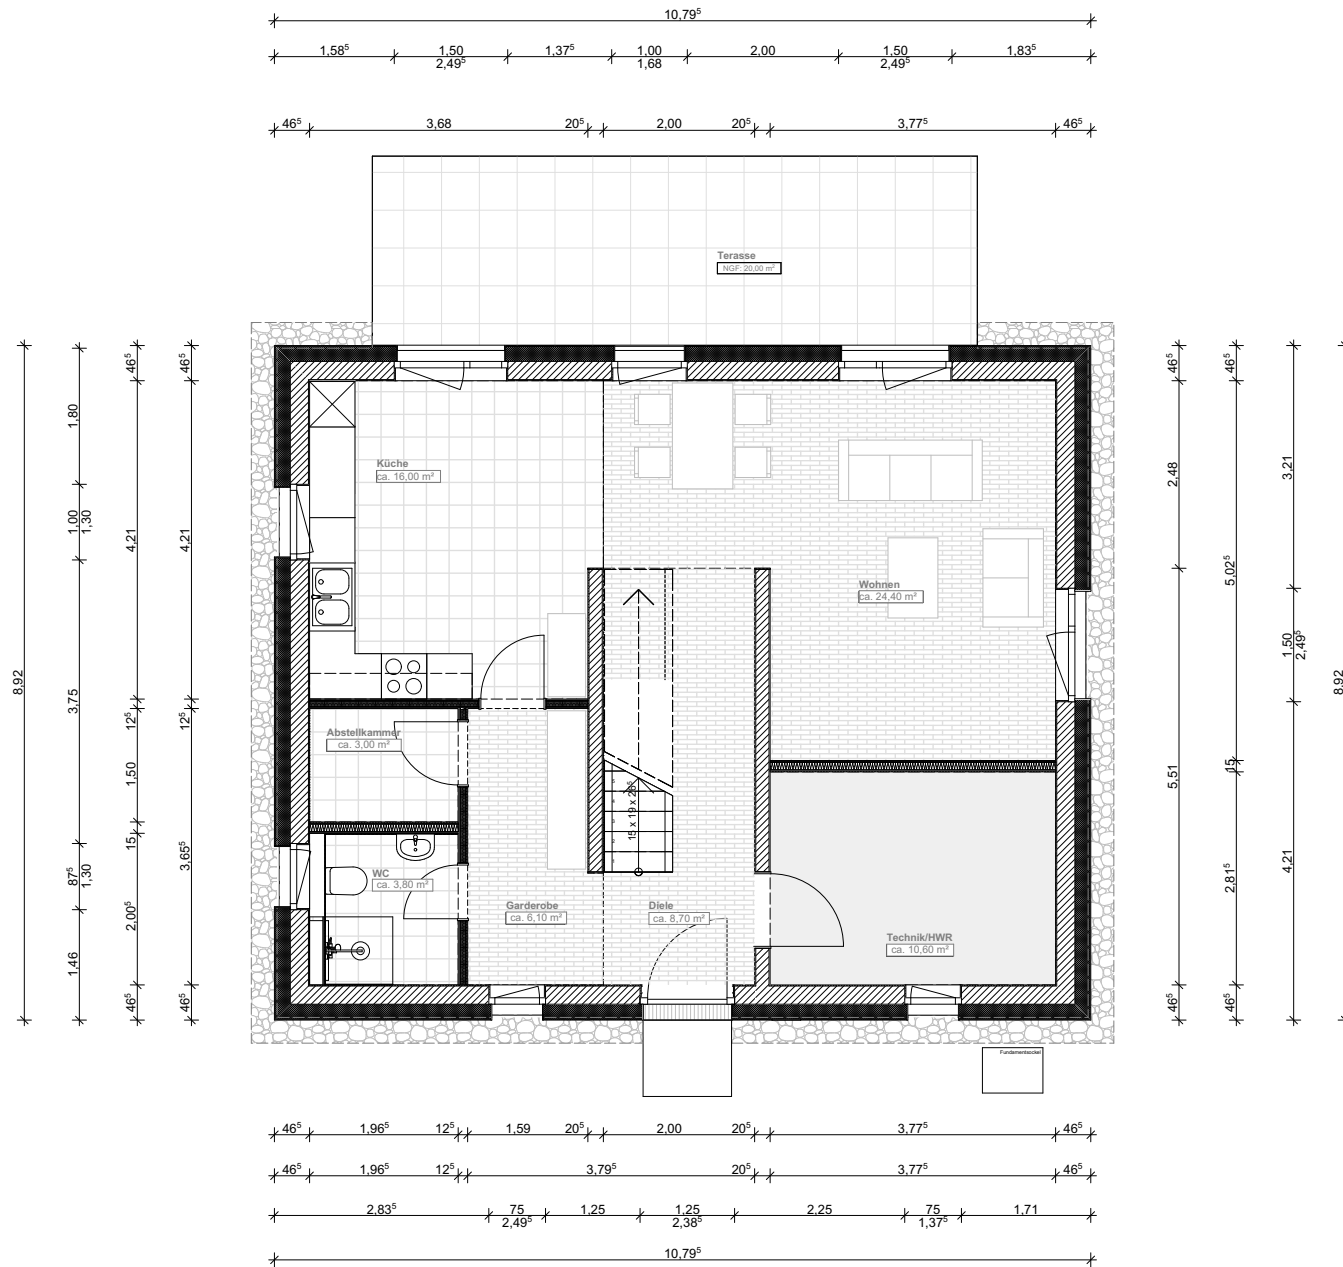 10,79⁵
1,58⁵ 1,50 1,37⁵ 1,00 2,00 1,50 1,83⁵
2,49⁵ 1,68 2,49⁵
46⁵ 3,68 20⁵ 2,00 20⁵ 3,77⁵ 46⁵
Terasse
NGF: 20,00 m²
8,92
1,80
1,00
1,30
3,75
87⁵
1,30
1,46
46⁵
4,21
12⁵
1,50
15
2,00⁵
46⁵
46⁵
4,21
12⁵
3,65⁵
46⁵
Küche
ca. 16,00 m²
Wohnen
ca. 24,40 m²
Abstellkammer
ca. 3,00 m²
15 x 19 x 26⁵
WC
ca. 3,80 m²
Garderobe
ca. 6,10 m²
Diele
ca. 8,70 m²
Technik/HWR
ca. 10,60 m²
46⁵
2,48
5,51
46⁵
46⁵
5,02⁵
15
2,81⁵
46⁵
3,21
1,50
2,49⁵
4,21
8,92
Fundamentsockel
46⁵ 1,96⁵ 12⁵ 1,59 20⁵ 2,00 20⁵ 3,77⁵ 46⁵
46⁵ 1,96⁵ 12⁵ 3,79⁵ 20⁵ 3,77⁵ 46⁵
2,83⁵ 75 1,25 1,25 2,25 75 1,71
2,49⁵ 2,38⁵ 1,37⁵
10,79⁵